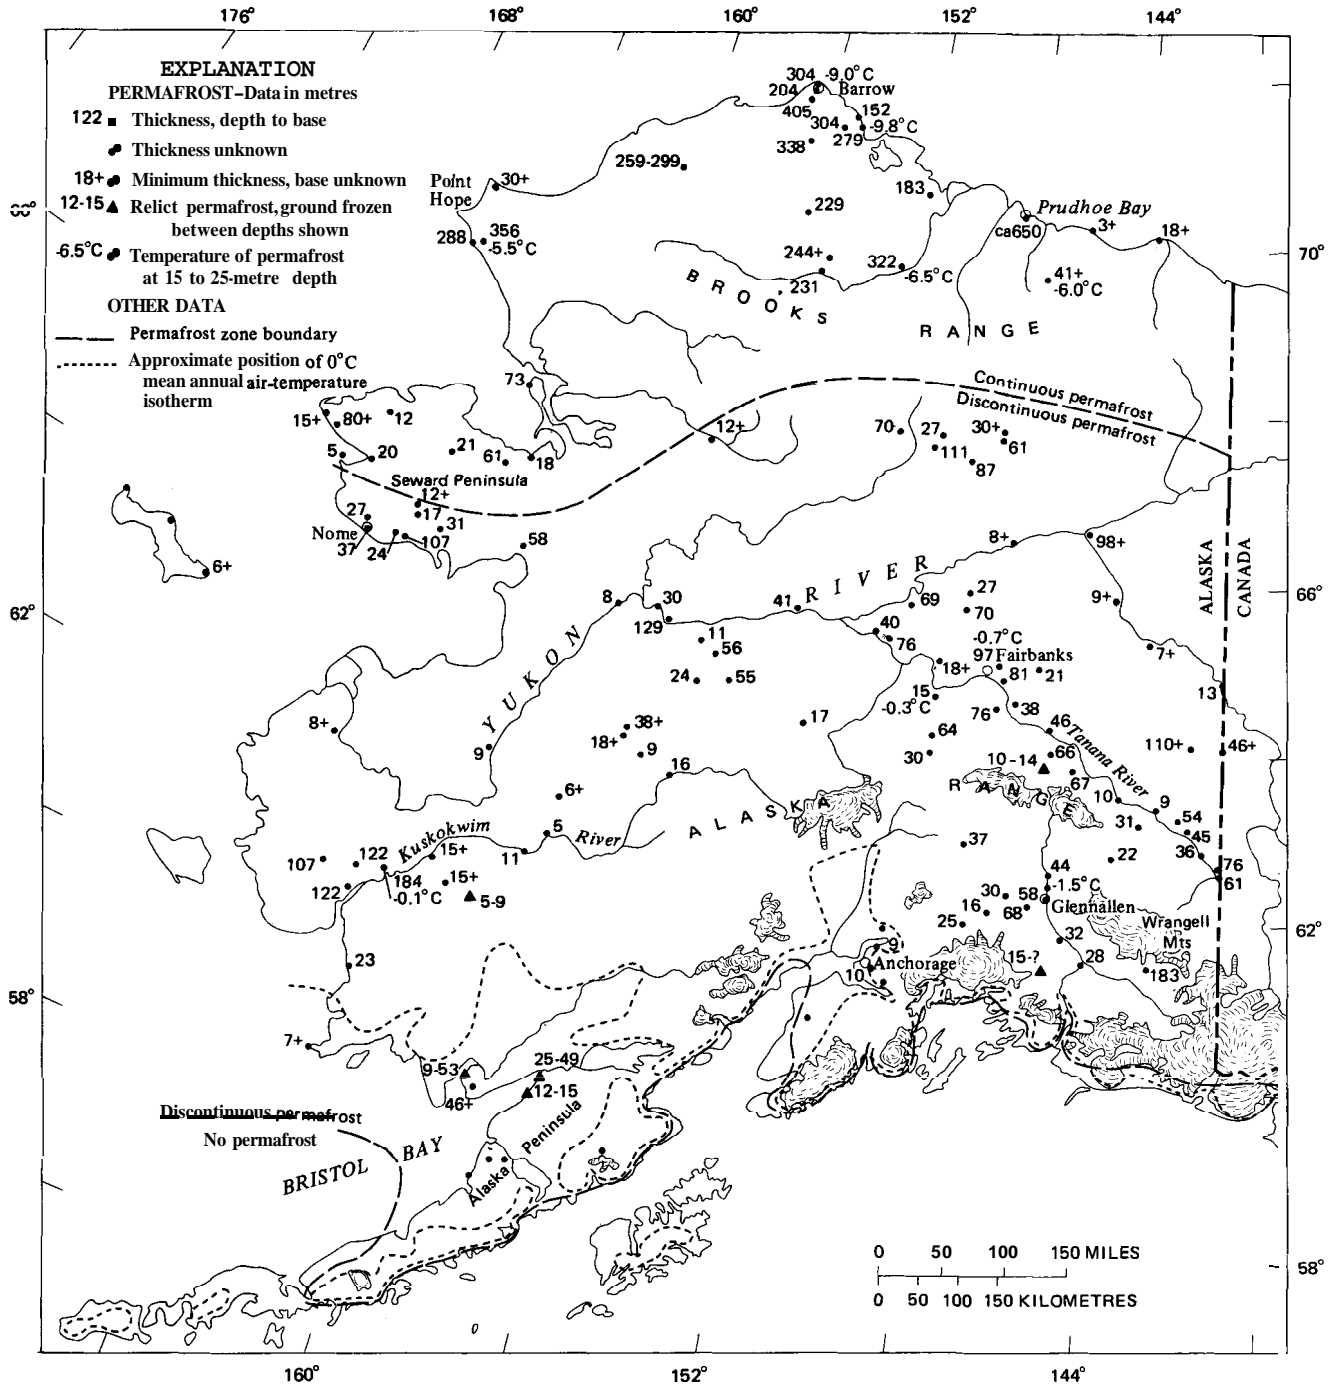 176° 168° 160° 152° 144°
EXPLANATION
PERMAFROST-Data in metres
122 Thickness, depth to base
Thickness unknown
18+ Minimum thickness, base unknown
12-15 Relict permafrost, ground frozen
between depths shown
-6.5°C Temperature of permafrost
at 15 to 25-metre depth
OTHER DATA
Permafrost zone boundary
Approximate position of 0°C
mean annual air-temperature
isotherm
304 -9.0°C
204 Barrow
405
152
304 -9.8°C
279
338
259-299
Point
Hope
30+
183
66°
229
Prudhoe Bay
ca650
3+
18+
288
356
-5.5°C
70°
244+
322
-6.5°C
231
41+
-6.0°C
BROOKS
RANGE
73
Continuous permafrost
Discontinuous permafrost
15+ 80+ 12
12+
70 27 30+
61
111
87
5 20 21
61 18
Seward Peninsula
12+
17
27
31
Nome
37 24 107
58
6+
8+
98+
ALASKA
CANADA
66°
62°
8 30
129
41
RIVER
69
27
70
9+
40
76
-0.7°C
97 Fairbanks
11
56
24 55
18+
81 21
7+
13
15
-0.3°C
YUKON
8+
9
38+
18+
9
17
64
30
76 38
46
Tanana River
66
10-14
67
110+
46+
16
6+
ALASKA
RANGE
10
9
54
31
45
36
76
61
Kuskokwim
River
5
11
15+
107
122
122
184
-0.1°C
15+
5-9
37
22
44
58 -1.5°C
30
16
68
25
Glennallen
Wrangell
Mts
62°
32
28
15-?
183
9
Anchorage
10
23
58°
7+
9-53
46+
25-49
12-15
Discontinuous permafrost
No permafrost
BRISTOL BAY
Alaska Peninsula
0 50 100 150 MILES
0 50 100 150 KILOMETRES
58°
160° 152° 144°